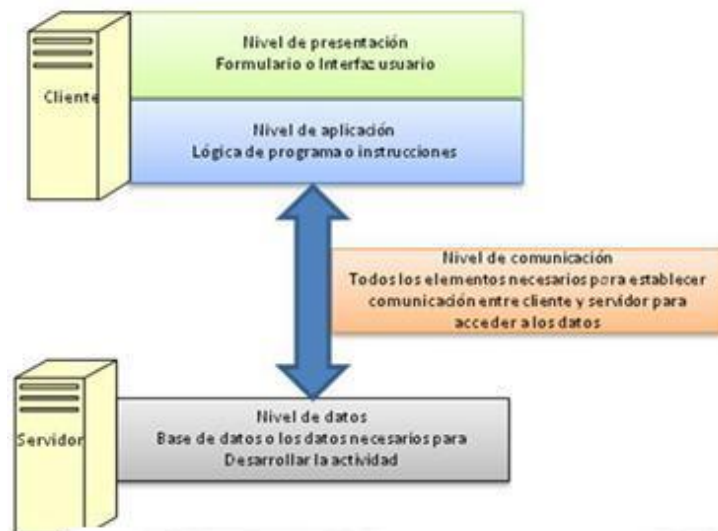 Nivel de presentación
Formulario o Interfaz usuario
Cliente
Nivel de aplicación
Lógica de programa o instrucciones
Nivel de comunicación
Todos los elementos necesarios para establecer
comunicación entre cliente y servidor para
acceder a los datos
Nivel de datos
Base de datos o los datos necesarios para
Desarrollar la actividad
Servidor